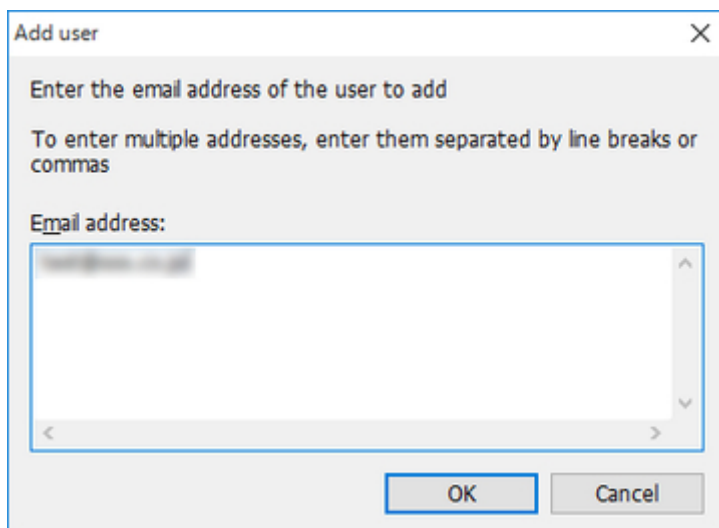 Add user
Enter the email address of the user to add
To enter multiple addresses, enter them separated by line breaks or
commas
Email address:
OK
Cancel